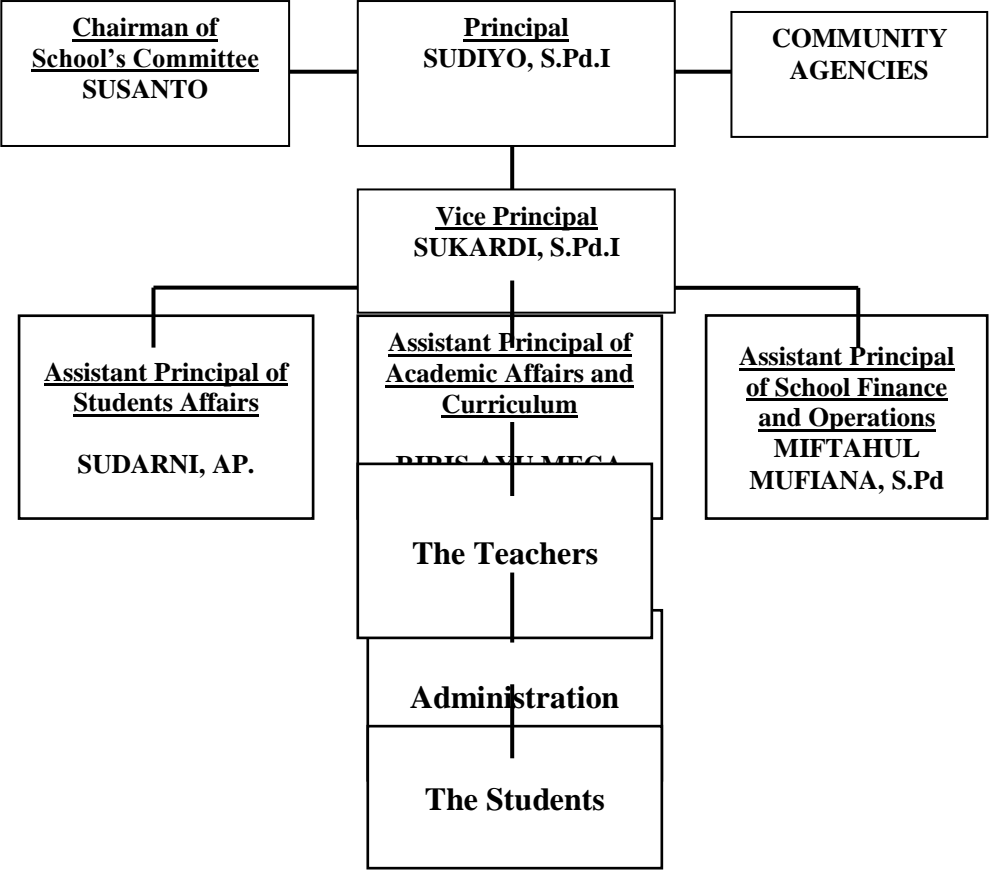 Chairman of
School’s Committee
SUSANTO
Principal
SUDIYO, S.Pd.I
COMMUNITY
AGENCIES
Vice Principal
SUKARDI, S.Pd.I
Assistant Principal of
Students Affairs
SUDARNI, AP.
Assistant Principal of
Academic Affairs and
Curriculum
Assistant Principal
of School Finance
and Operations
MIFTAHUL
MUFIANA, S.Pd
The Teachers
Administration
The Students